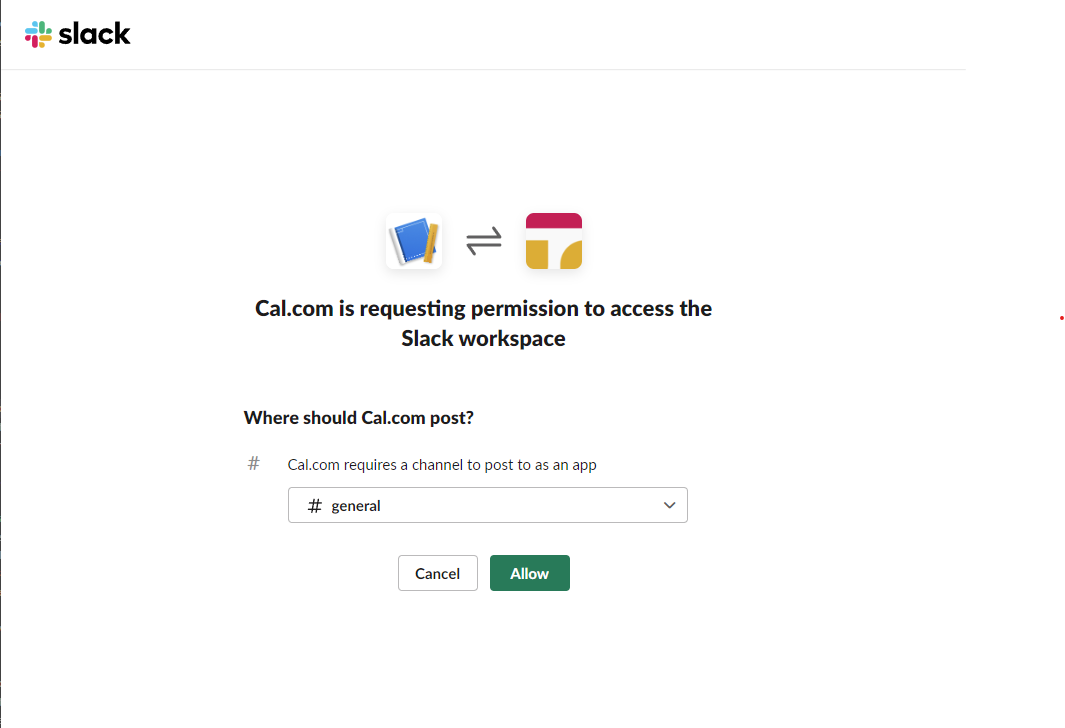 slack
Cal.com is requesting permission to access the
Slack workspace
Where should Cal.com post?
# Cal.com requires a channel to post to as an app
# general
Cancel Allow